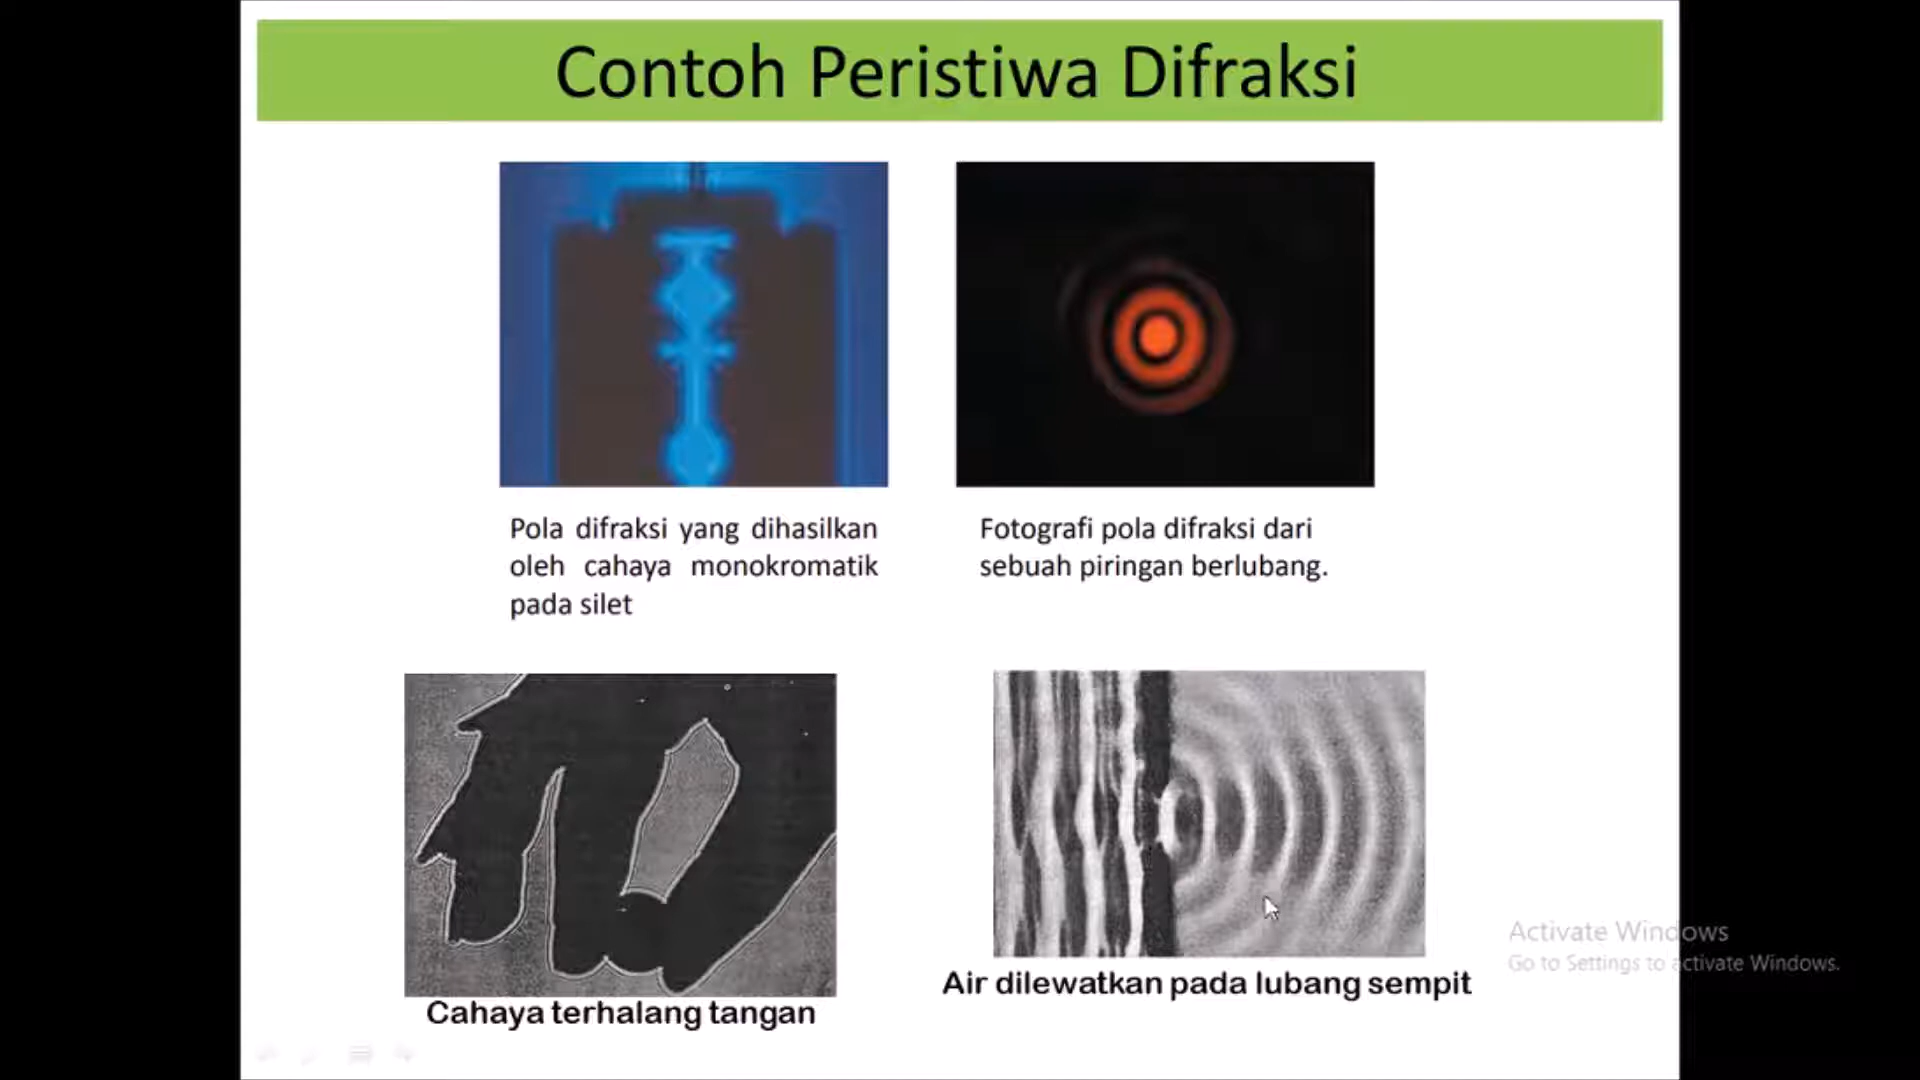 Contoh Peristiwa Difraksi
Pola difraksi yang dihasilkan
oleh cahaya monokromatik
pada silet
Fotografi pola difraksi dari
sebuah piringan berlubang.
Cahaya terhalang tangan
Air dilewatkan pada lubang sempit
Activate Windows
Go to Settings to activate Windows.